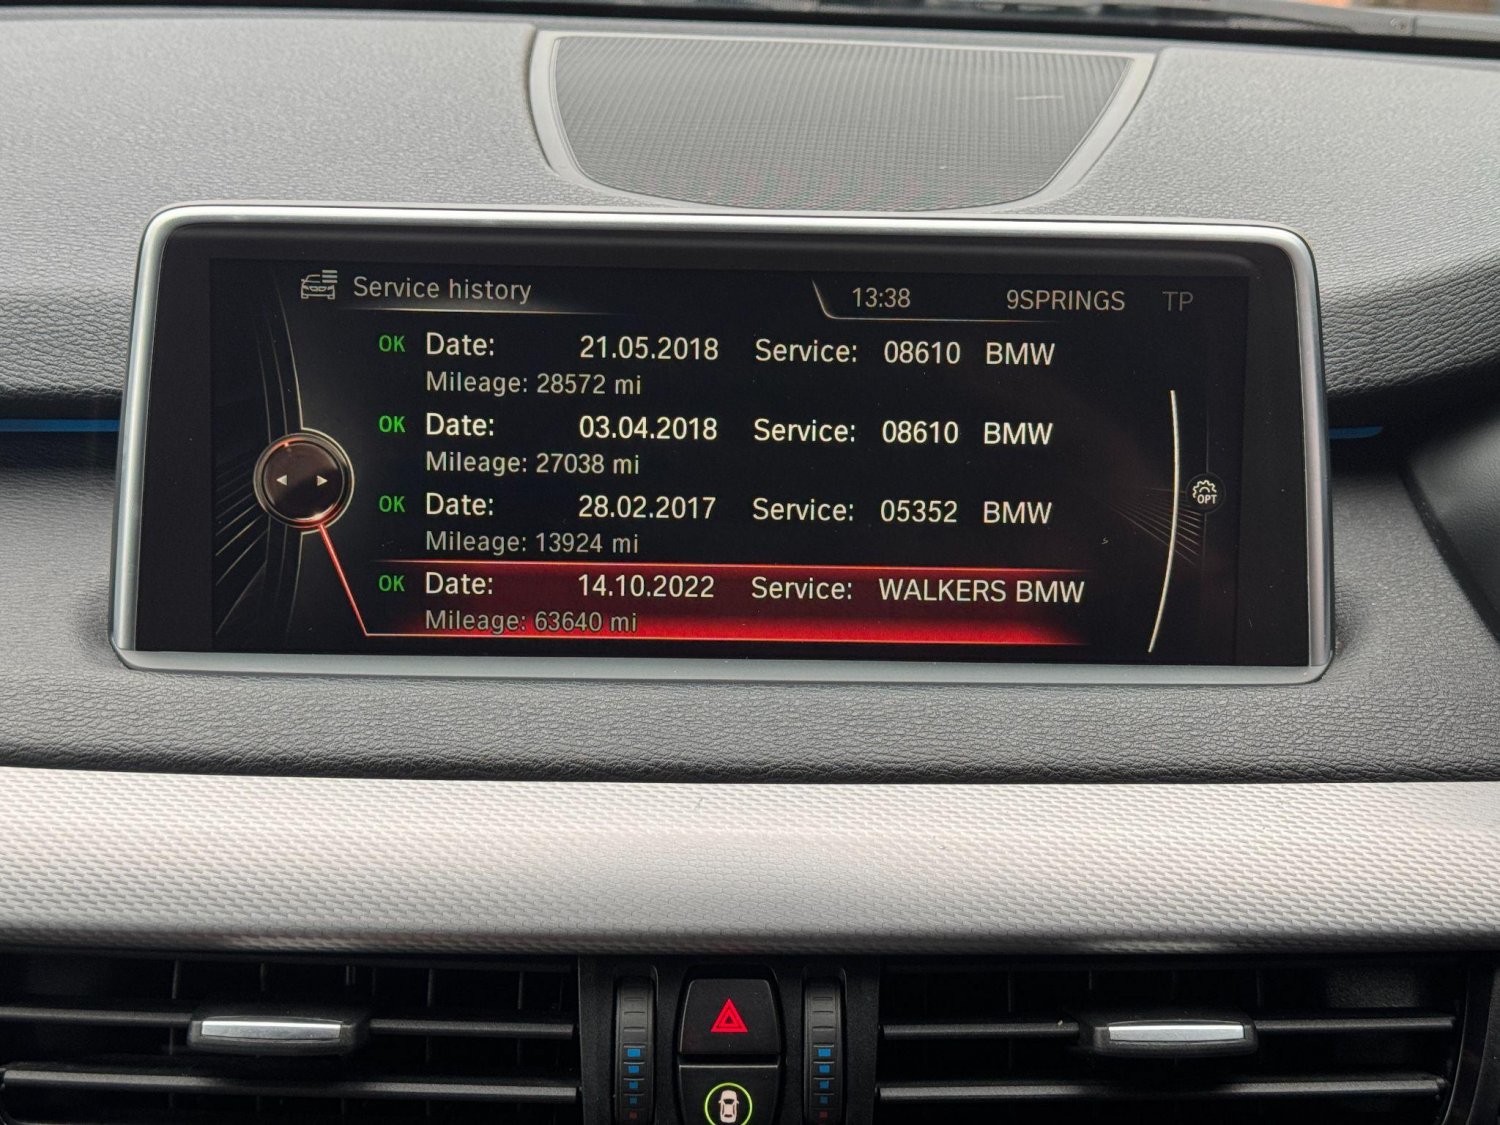 Service history 13:38 9SPRINGS TP
OK Date: 21.05.2018 Service: 08610 BMW
Mileage: 28572 mi
OK Date: 03.04.2018 Service: 08610 BMW
Mileage: 27038 mi
OK Date: 28.02.2017 Service: 05352 BMW
Mileage: 13924 mi
OK Date: 14.10.2022 Service: WALKERS BMW
Mileage: 63640 mi
OPT